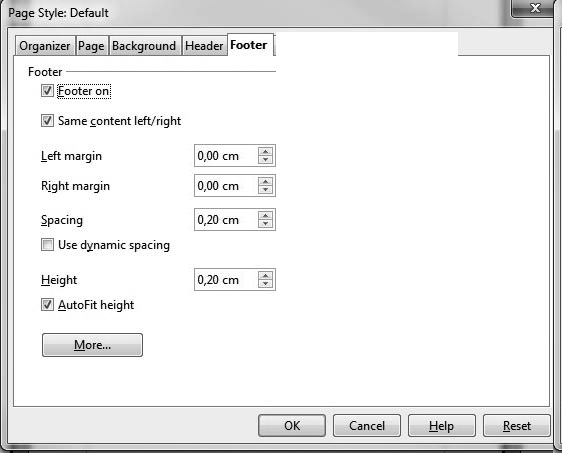 Page Style: Default
Organizer Page Background Header Footer
Footer
Footer on
Same content left/right
Left margin 0,00 cm
Right margin 0,00 cm
Spacing 0,20 cm
Use dynamic spacing
Height 0,20 cm
AutoFit height
More...
OK Cancel Help Reset